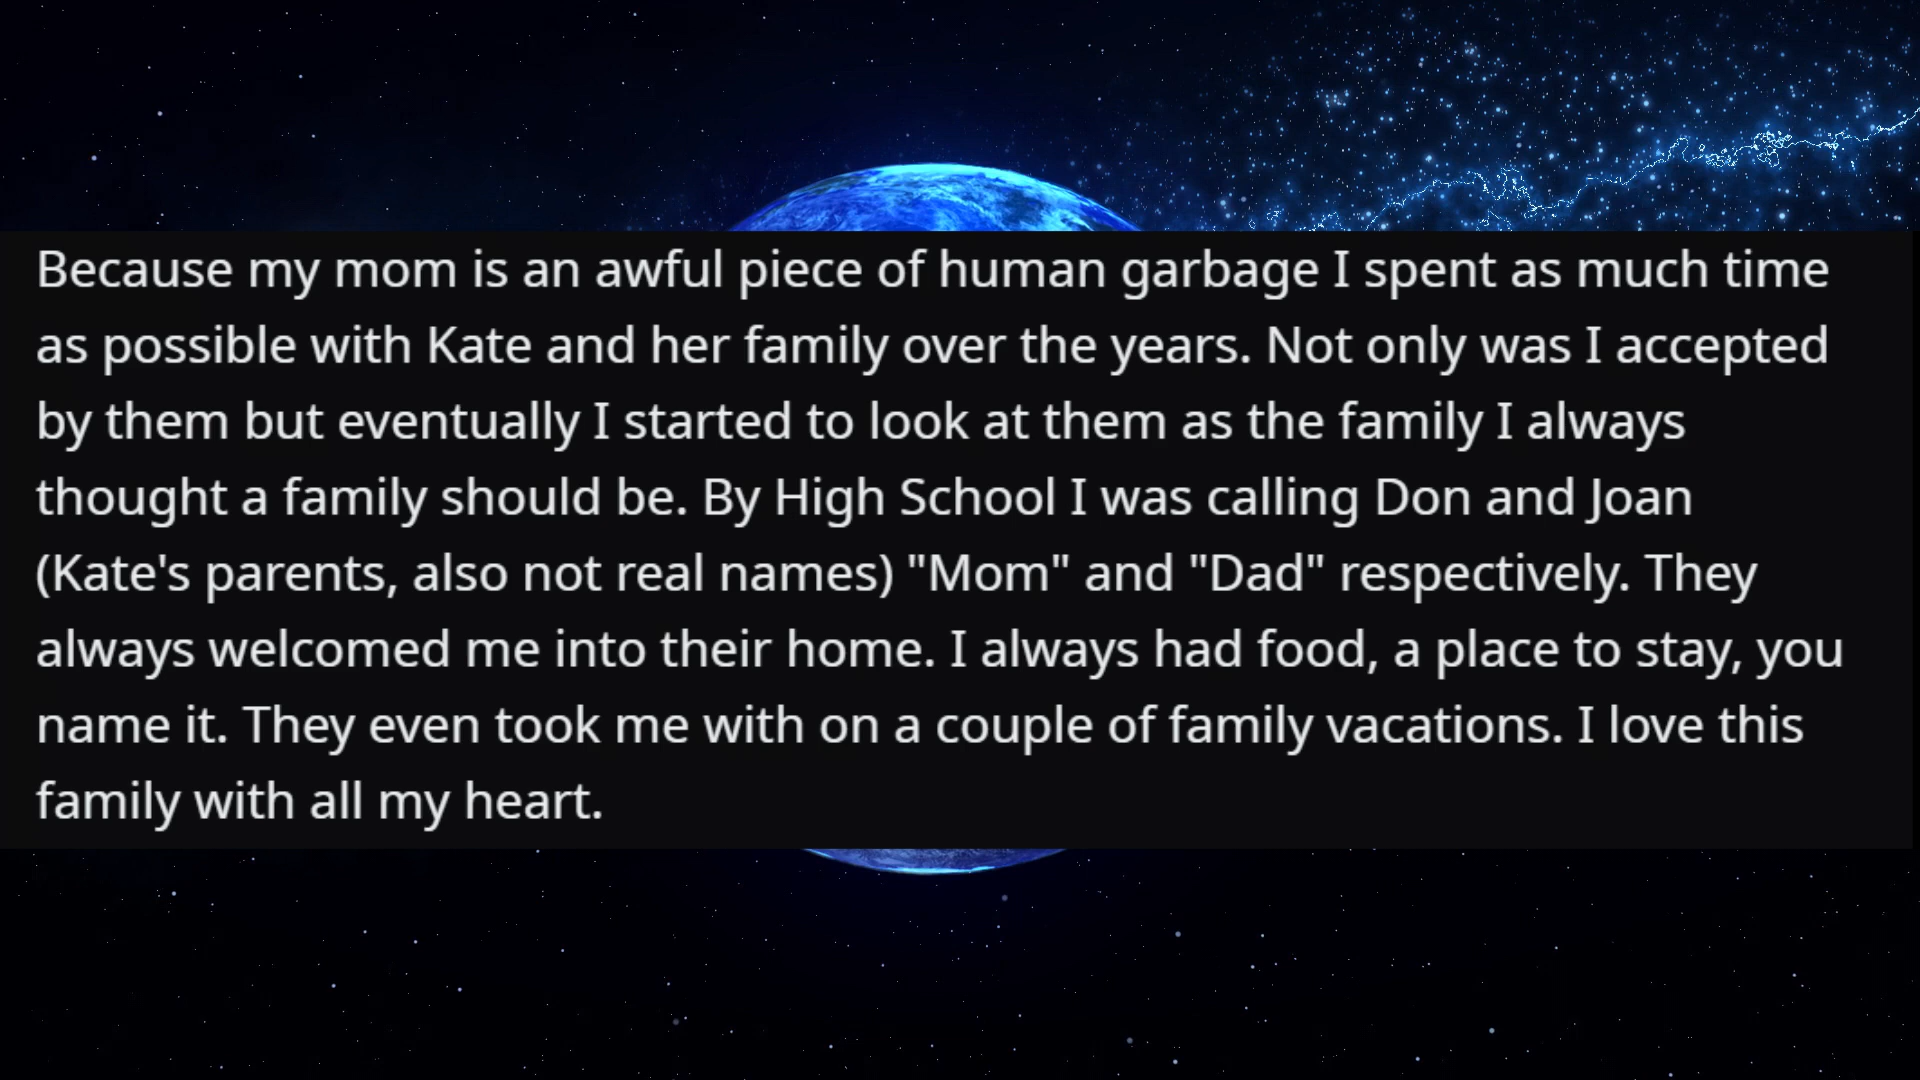 Because my mom is an awful piece of human garbage I spent as much time
as possible with Kate and her family over the years. Not only was I accepted
by them but eventually I started to look at them as the family I always
thought a family should be. By High School I was calling Don and Joan
(Kate's parents, also not real names) "Mom" and "Dad" respectively. They
always welcomed me into their home. I always had food, a place to stay, you
name it. They even took me with on a couple of family vacations. I love this
family with all my heart.